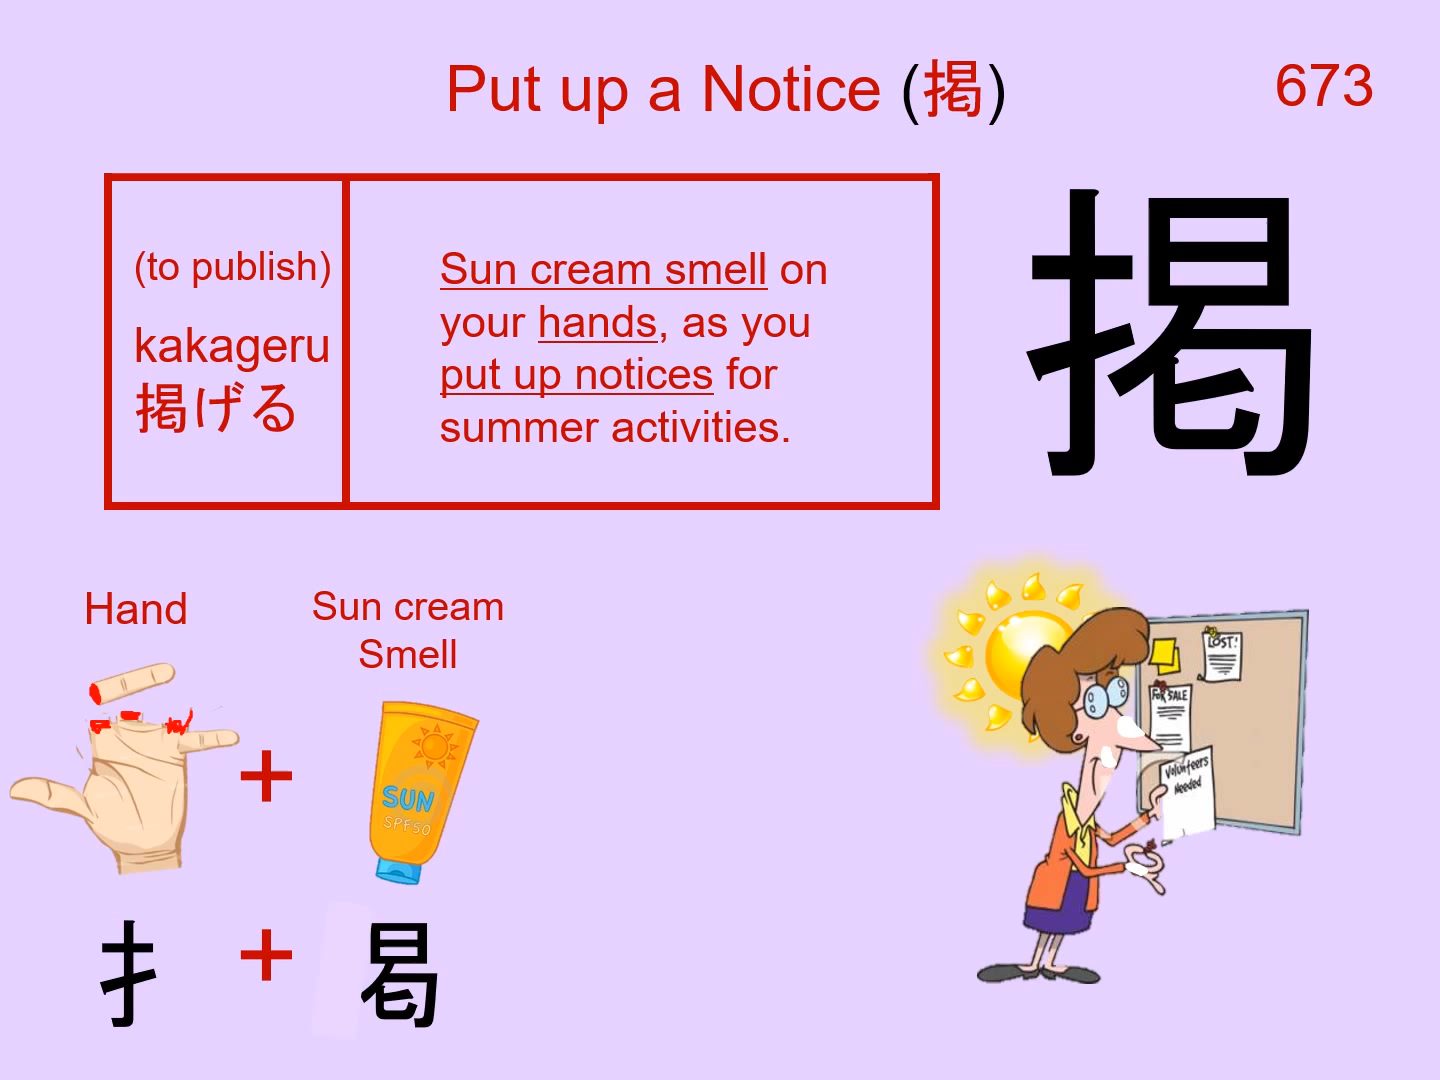 Put up a Notice (掲)
673
(to publish)
kakageru
掲げる
Sun cream smell on
your hands, as you
put up notices for
summer activities.
掲
Hand
Sun cream
Smell
+
SUN
SPF50
LOST!
FOR SALE
Volunteers
Needed
扌 + 曷